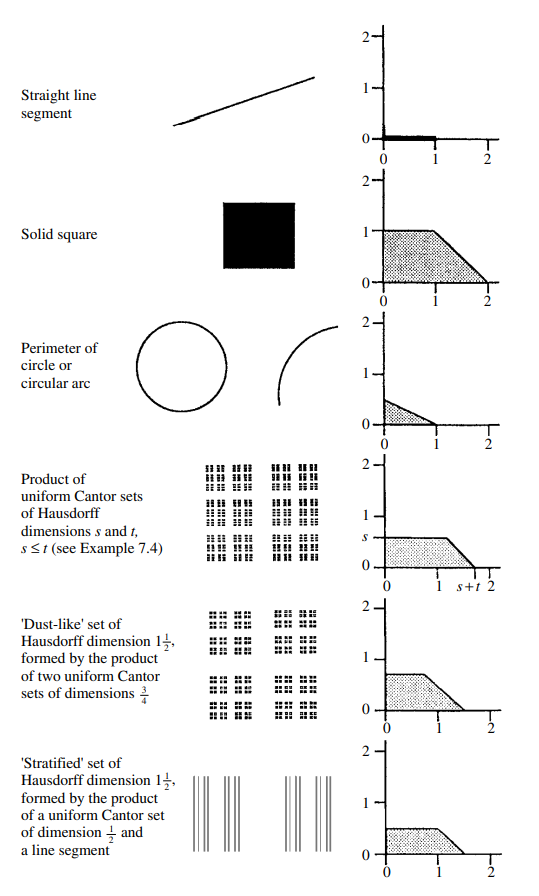 Straight line
segment
2
1
0
0 1 2
Solid square
2
1
0
0 1 2
Perimeter of
circle or
circular arc
2
1
0
0 1 2
Product of
uniform Cantor sets
of Hausdorff
dimensions s and t,
s ≤ t (see Example 7.4)
2
1
s
0
0 1 s+t 2
'Dust-like' set of
Hausdorff dimension 1½,
formed by the product
of two uniform Cantor
sets of dimensions ¾
2
1
0
0 1 2
'Stratified' set of
Hausdorff dimension 1½,
formed by the product
of a uniform Cantor set
of dimension ½ and
a line segment
2
1
0
0 1 2